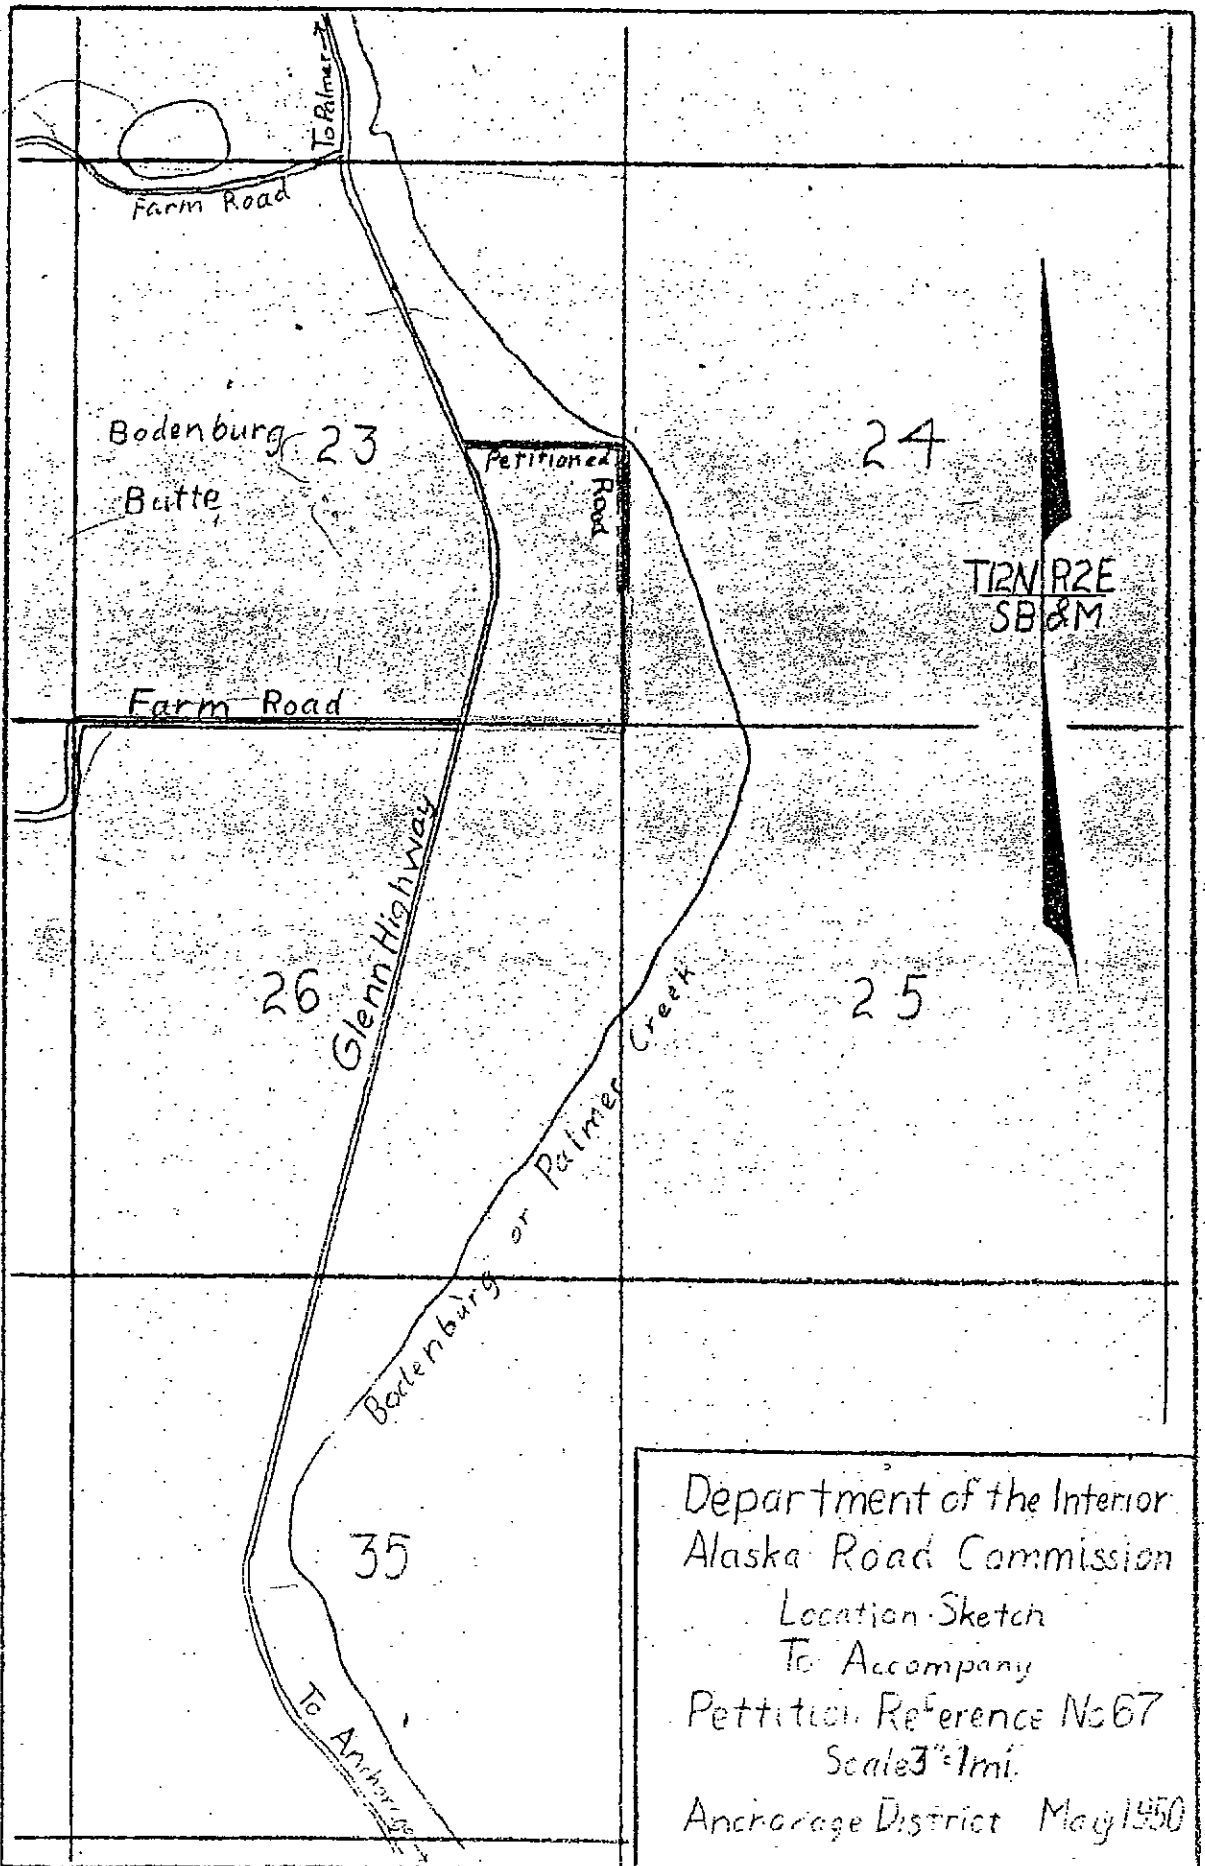 To Palmer
Farm Road
Bodenburg
Butte
23
24
Petitioned
Road
T12N R2E
SB&M
Farm Road
Glenn Highway
26
25
Bodenburg or Palmer Creek
35
To Anchorage
Department of the Interior
Alaska Road Commission
Location Sketch
To Accompany
Pettition Reference No 67
Scale 3"=1mi.
Anchorage District May 1950